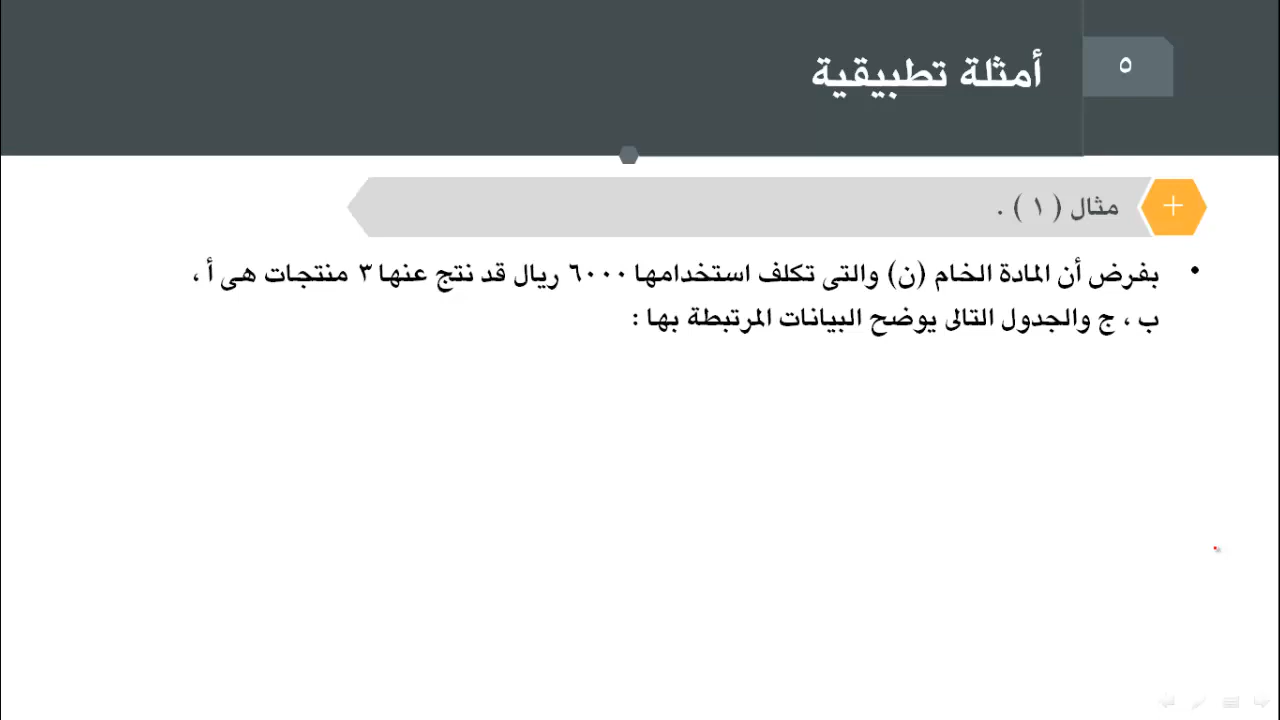 ٥
أمثلة تطبيقية
مثال ( ١ ) .
• بفرض أن المادة الخام (ن) والتى تكلف استخدامها ٦٠٠٠ ريال قد نتج عنها ٣ منتجات هى أ ،
ب ، ج والجدول التالى يوضح البيانات المرتبطة بها :